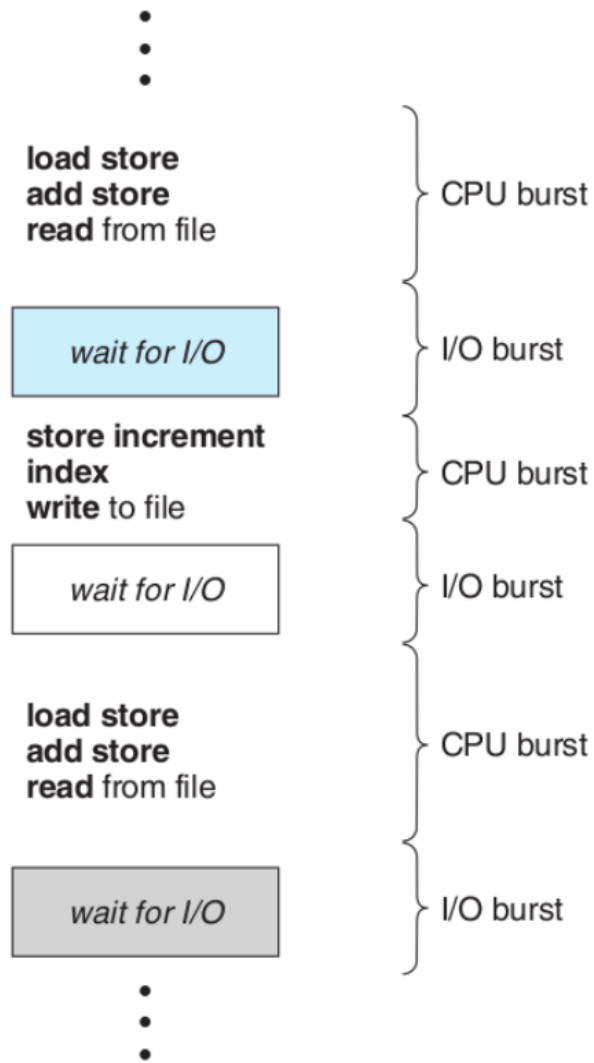 load store
add store
read from file
CPU burst
wait for I/O
I/O burst
store increment
index
write to file
CPU burst
wait for I/O
I/O burst
load store
add store
read from file
CPU burst
wait for I/O
I/O burst